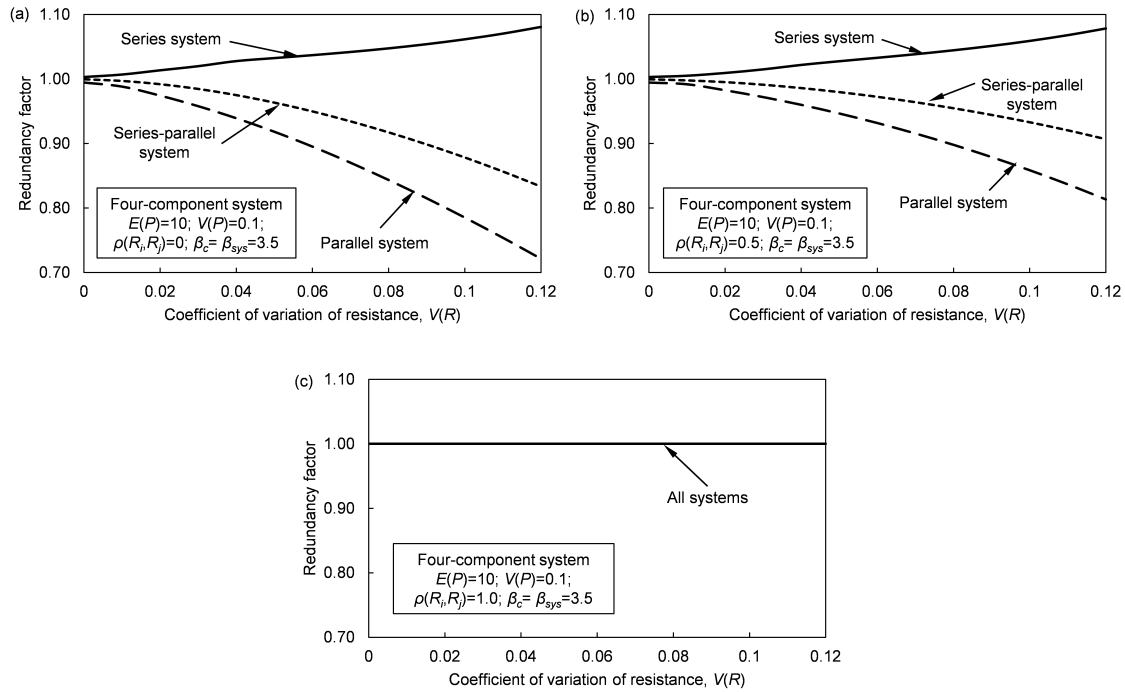 (a)
1.10
1.00
0.90
0.80
0.70
Redundancy factor
Series system
Series-parallel
system
Parallel system
Four-component system
E(P)=10; V(P)=0.1;
ρ(Ri,Rj)=0; βc= βsys=3.5
0 0.02 0.04 0.06 0.08 0.1 0.12
Coefficient of variation of resistance, V(R)
(b)
1.10
1.00
0.90
0.80
0.70
Redundancy factor
Series system
Series-parallel
system
Parallel system
Four-component system
E(P)=10; V(P)=0.1;
ρ(Ri,Rj)=0.5; βc= βsys=3.5
0 0.02 0.04 0.06 0.08 0.1 0.12
Coefficient of variation of resistance, V(R)
(c)
1.10
1.00
0.90
0.80
0.70
Redundancy factor
All systems
Four-component system
E(P)=10; V(P)=0.1;
ρ(Ri,Rj)=1.0; βc= βsys=3.5
0 0.02 0.04 0.06 0.08 0.1 0.12
Coefficient of variation of resistance, V(R)